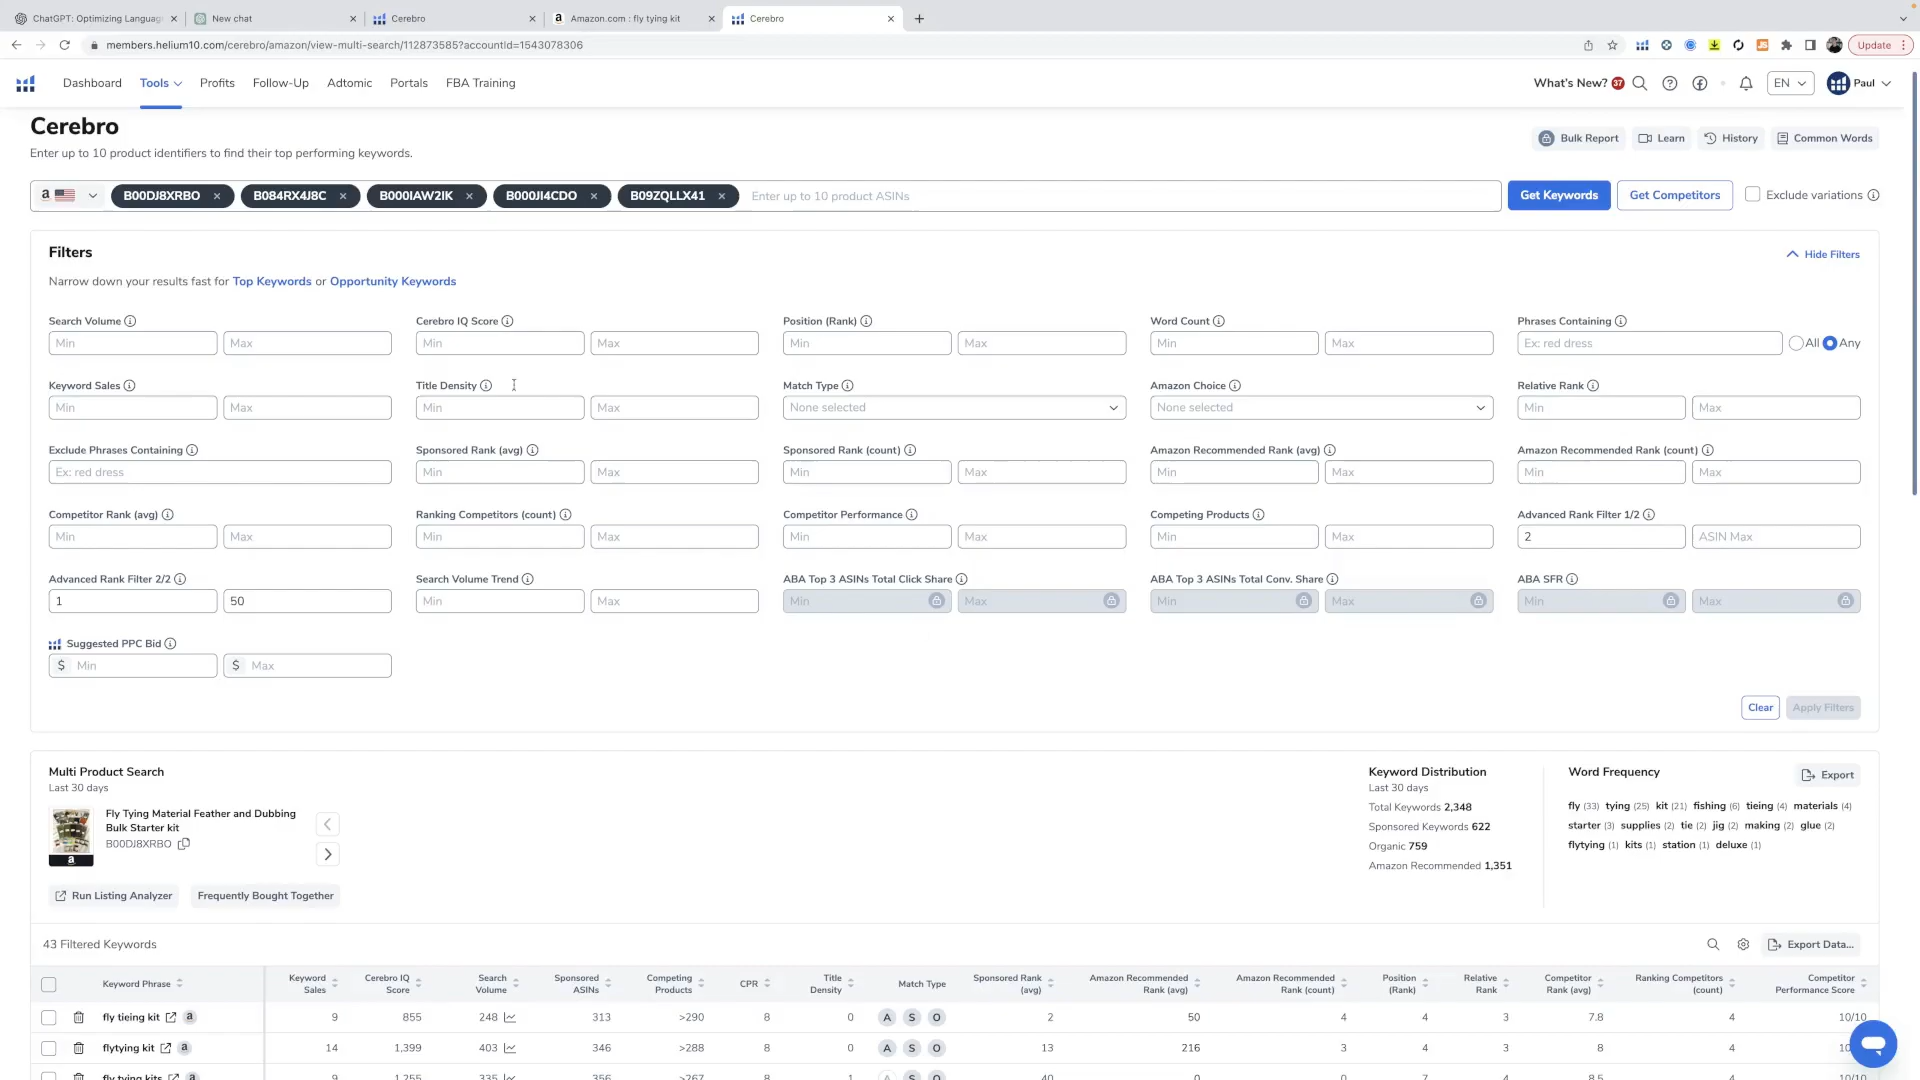 ChatGPT: Optimizing Languag
New chat
Cerebro
Amazon.com : fly tying kit
Cerebro
members.helium10.com/cerebro/amazon/view-multi-search/112873585?accountId=1543078306
Update
Dashboard
Tools
Profits
Follow-Up
Adtomic
Portals
FBA Training
What's New? 37
EN
Paul
Cerebro
Enter up to 10 product identifiers to find their top performing keywords.
Bulk Report
Learn
History
Common Words
B00DJ8XRBO
B084RX4J8C
B000IAW2IK
B000JI4CDO
B09ZQLLX41
Enter up to 10 product ASINs
Get Keywords
Get Competitors
Exclude variations
Filters
Hide Filters
Narrow down your results fast for Top Keywords or Opportunity Keywords
Search Volume
Cerebro IQ Score
Position (Rank)
Word Count
Phrases Containing
Min Max Min Max Min Max Min Max Ex: red dress All Any
Keyword Sales
Title Density
Match Type
Amazon Choice
Relative Rank
Min Max Min Max None selected None selected Min Max
Exclude Phrases Containing
Sponsored Rank (avg)
Sponsored Rank (count)
Amazon Recommended Rank (avg)
Amazon Recommended Rank (count)
Ex: red dress Min Max Min Max Min Max Min Max
Competitor Rank (avg)
Ranking Competitors (count)
Competitor Performance
Competing Products
Advanced Rank Filter 1/2
Min Max Min Max Min Max Min Max 2 ASIN Max
Advanced Rank Filter 2/2
Search Volume Trend
ABA Top 3 ASINs Total Click Share
ABA Top 3 ASINs Total Conv. Share
ABA SFR
1 50 Min Max Min Max Min Max Min Max
Suggested PPC Bid
$ Min $ Max
Clear
Apply Filters
Multi Product Search
Last 30 days
Fly Tying Material Feather and Dubbing
Bulk Starter kit
B00DJ8XRBO
Run Listing Analyzer
Frequently Bought Together
Keyword Distribution
Last 30 days
Total Keywords 2,348
Sponsored Keywords 622
Organic 759
Amazon Recommended 1,351
Word Frequency
Export
fly (33) tying (25) kit (21) fishing (6) tieing (4) materials (4)
starter (3) supplies (2) tie (2) jig (2) making (2) glue (2)
flytying (1) kits (1) station (1) deluxe (1)
43 Filtered Keywords
Export Data...
Keyword Phrase
Keyword Sales
Cerebro IQ Score
Search Volume
Sponsored ASINs
Competing Products
CPR
Title Density
Match Type
Sponsored Rank (avg)
Amazon Recommended Rank (avg)
Amazon Recommended Rank (count)
Position (Rank)
Relative Rank
Competitor Rank (avg)
Ranking Competitors (count)
Competitor Performance Score
fly tieing kit 9 855 248 313 >290 8 0 A S O 2 50 4 4 3 7.8 4 10/10
flytying kit 14 1,399 403 346 >288 8 0 A S O 13 216 3 4 3 8 4
fly tying kits 9 1,255 335 356 >267 8 1 A S O 40 0 0 7 4 8.5 4 10/10